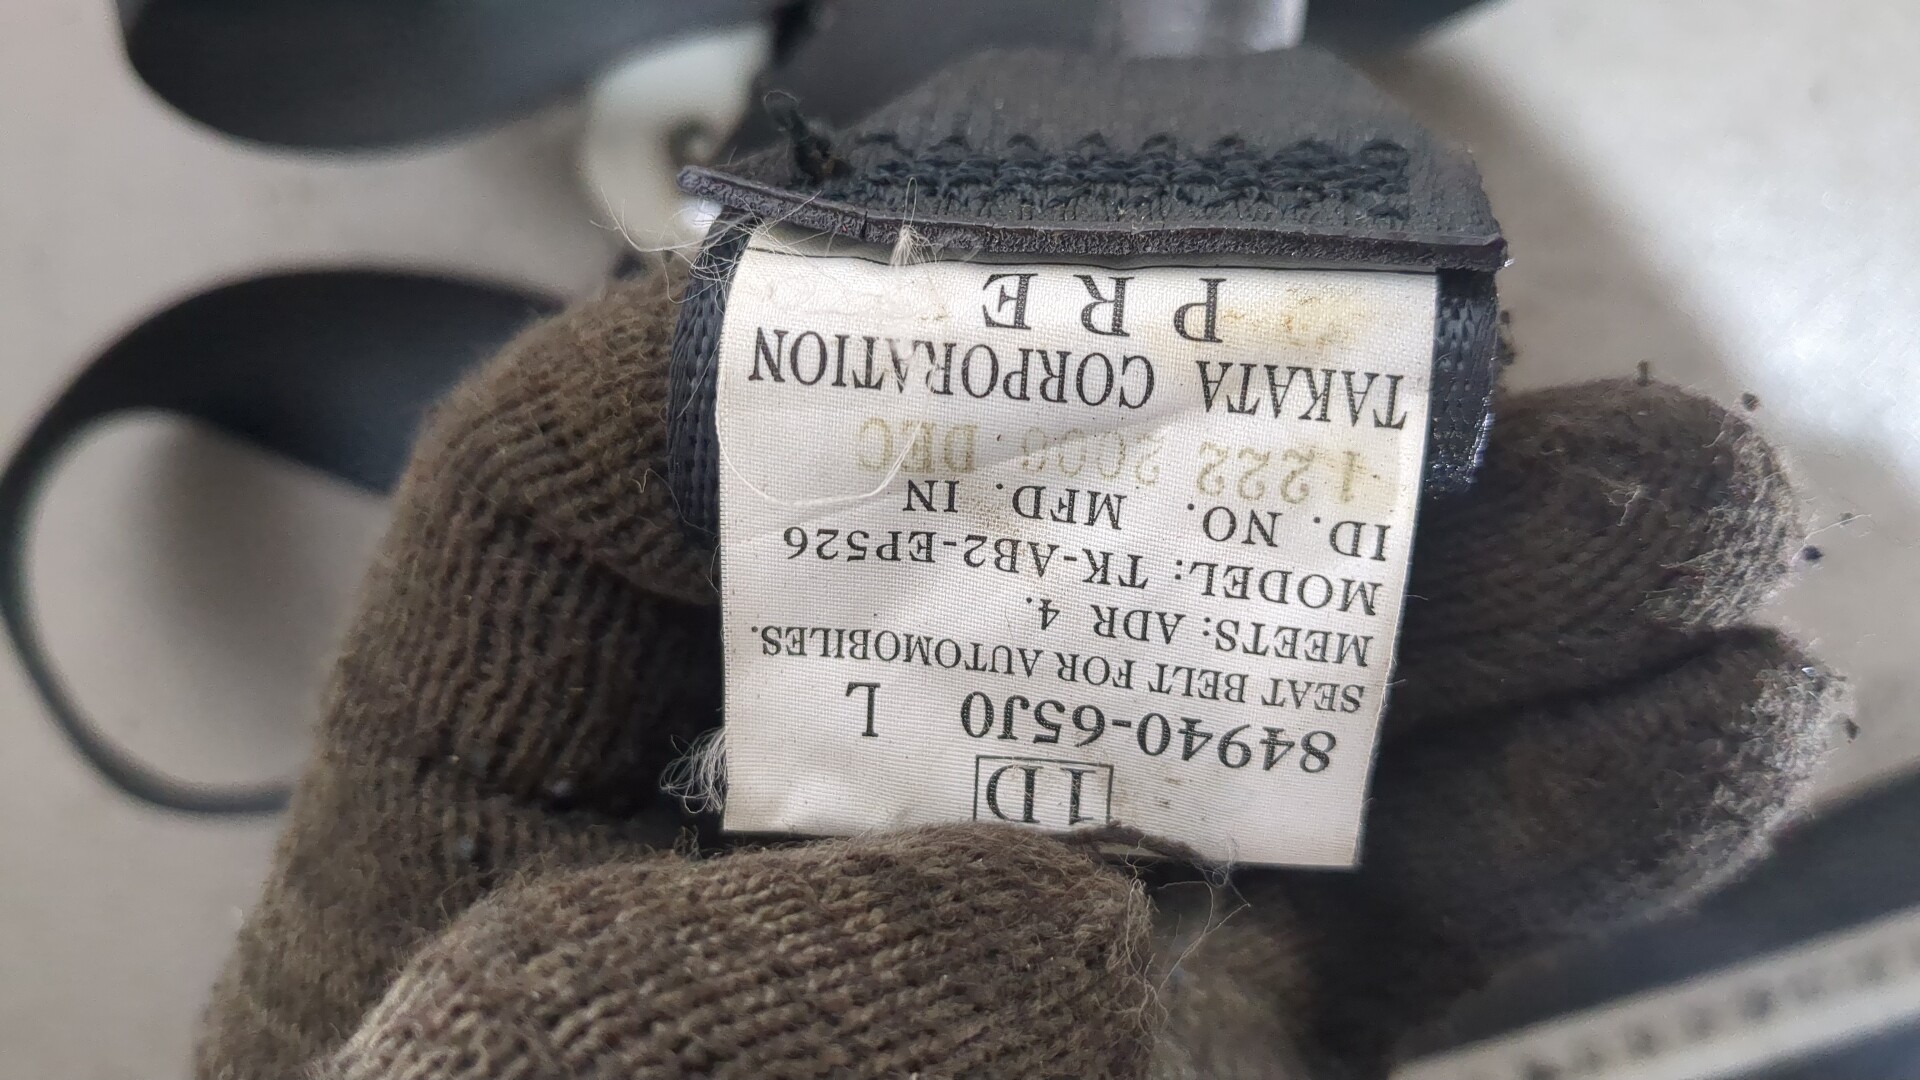 1D
84940-65J0 L
SEAT BELT FOR AUTOMOBILES.
MEETS: ADR 4.
MODEL: TK-AB2-EP526
ID. NO. MFD. IN
1222 DEC
TAKATA CORPORATION
P R E